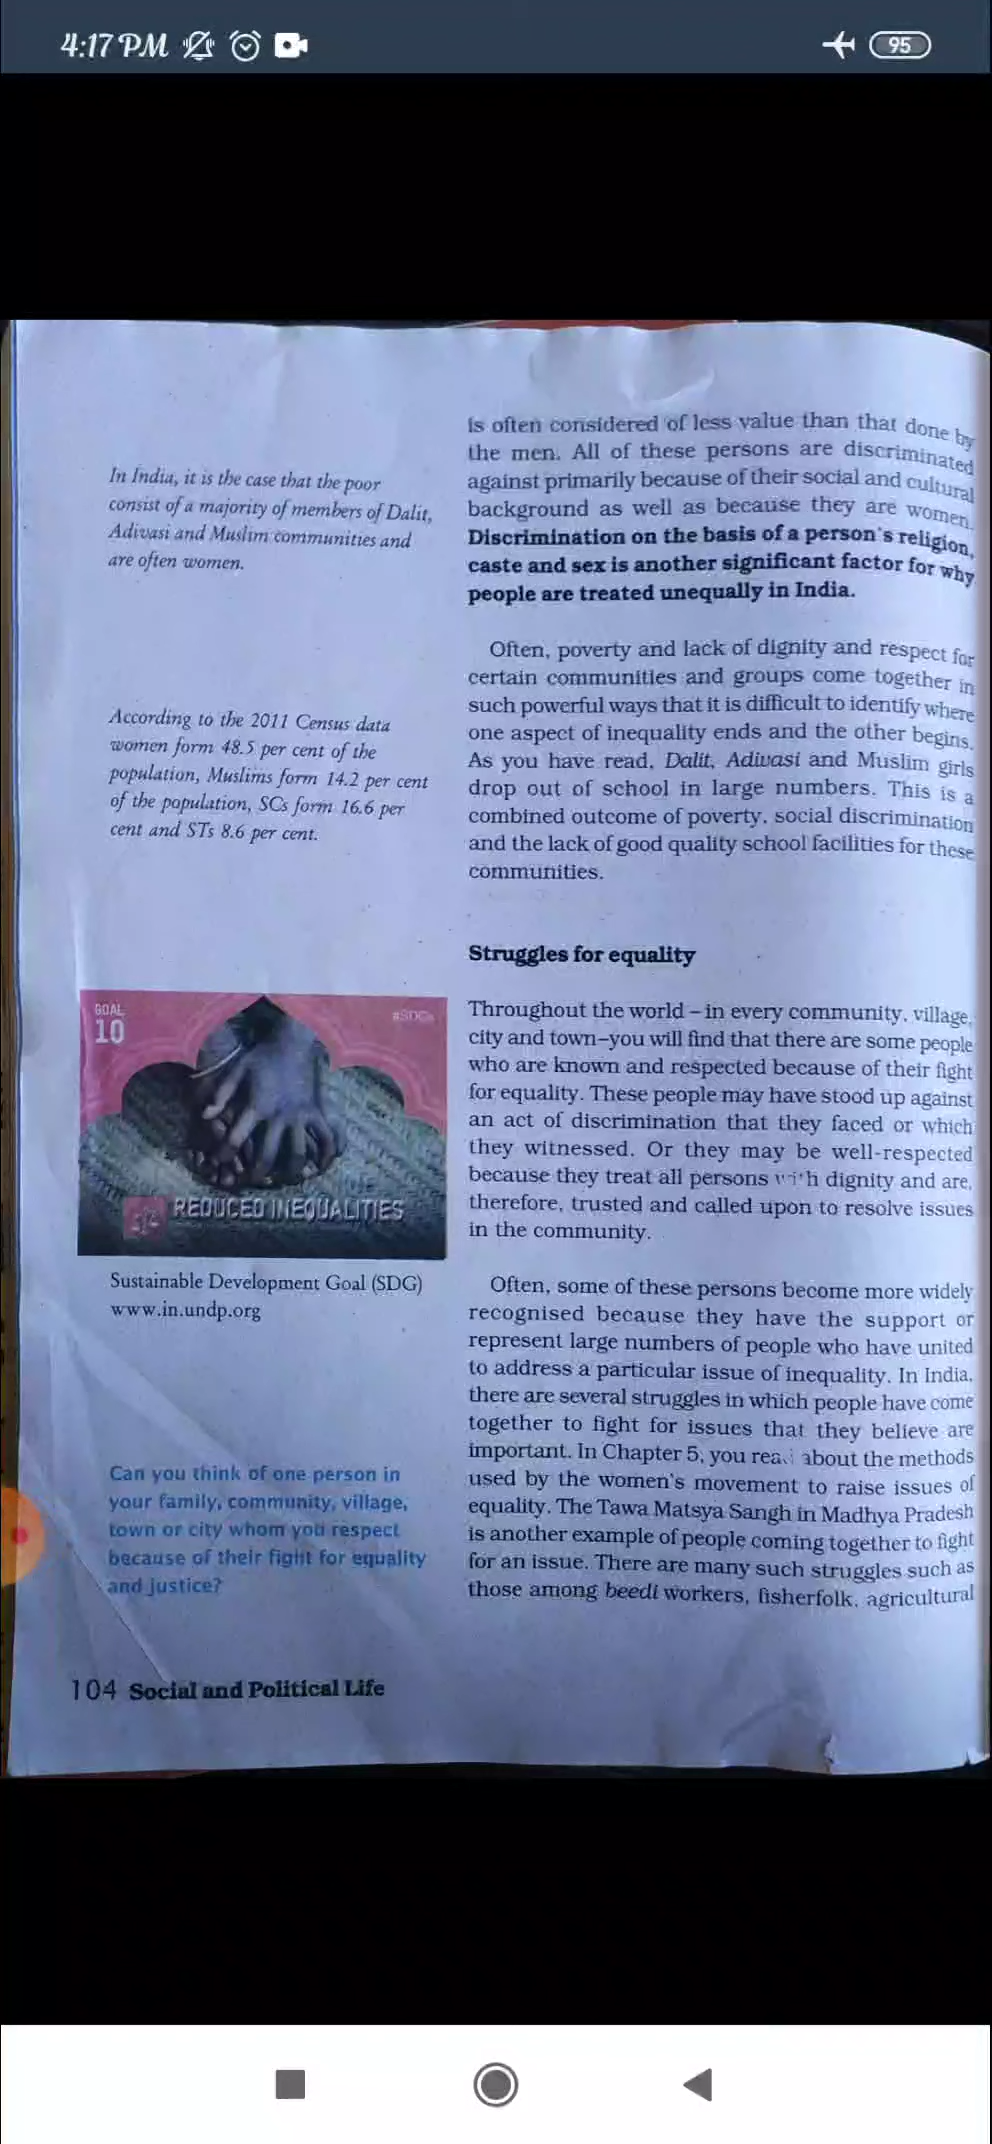 4:17 PM
95
is often considered of less value than that done by
the men. All of these persons are discriminated
against primarily because of their social and cultural
background as well as because they are women.
Discrimination on the basis of a person's religion,
caste and sex is another significant factor for why
people are treated unequally in India.
In India, it is the case that the poor
consist of a majority of members of Dalit,
Adivasi and Muslim communities and
are often women.
Often, poverty and lack of dignity and respect for
certain communities and groups come together in
such powerful ways that it is difficult to identify where
one aspect of inequality ends and the other begins.
As you have read, Dalit, Adivasi and Muslim girls
drop out of school in large numbers. This is a
combined outcome of poverty, social discrimination
and the lack of good quality school facilities for these
communities.
According to the 2011 Census data
women form 48.5 per cent of the
population, Muslims form 14.2 per cent
of the population, SCs form 16.6 per
cent and STs 8.6 per cent.
Struggles for equality
Throughout the world – in every community, village,
city and town–you will find that there are some people
who are known and respected because of their fight
for equality. These people may have stood up against
an act of discrimination that they faced or which
they witnessed. Or they may be well-respected
because they treat all persons with dignity and are,
therefore, trusted and called upon to resolve issues
in the community.
GOAL
10
#SDGs
REDUCED INEQUALITIES
Sustainable Development Goal (SDG)
www.in.undp.org
Often, some of these persons become more widely
recognised because they have the support or
represent large numbers of people who have united
to address a particular issue of inequality. In India,
there are several struggles in which people have come
together to fight for issues that they believe are
important. In Chapter 5, you read about the methods
used by the women's movement to raise issues of
equality. The Tawa Matsya Sangh in Madhya Pradesh
is another example of people coming together to fight
for an issue. There are many such struggles such as
those among beedi workers, fisherfolk, agricultural
Can you think of one person in
your family, community, village,
town or city whom you respect
because of their fight for equality
and justice?
104 Social and Political Life